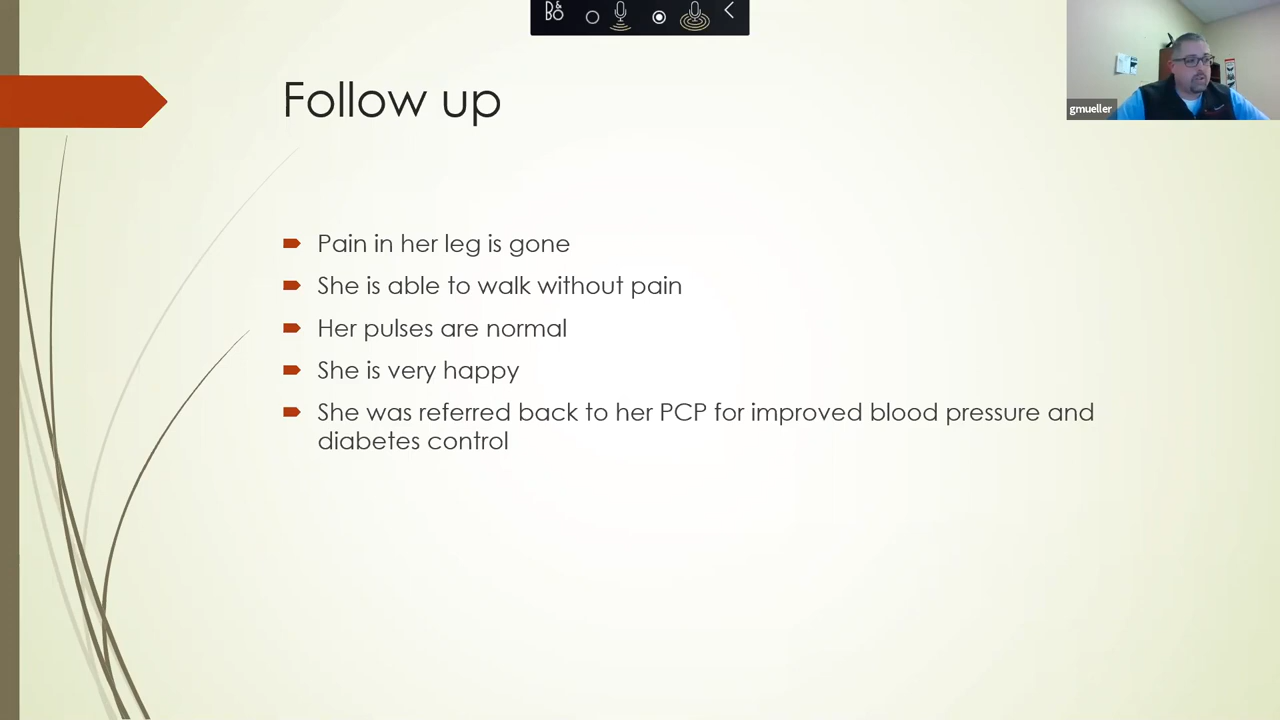 B&O
Follow up
gmueller
Pain in her leg is gone
She is able to walk without pain
Her pulses are normal
She is very happy
She was referred back to her PCP for improved blood pressure and
diabetes control